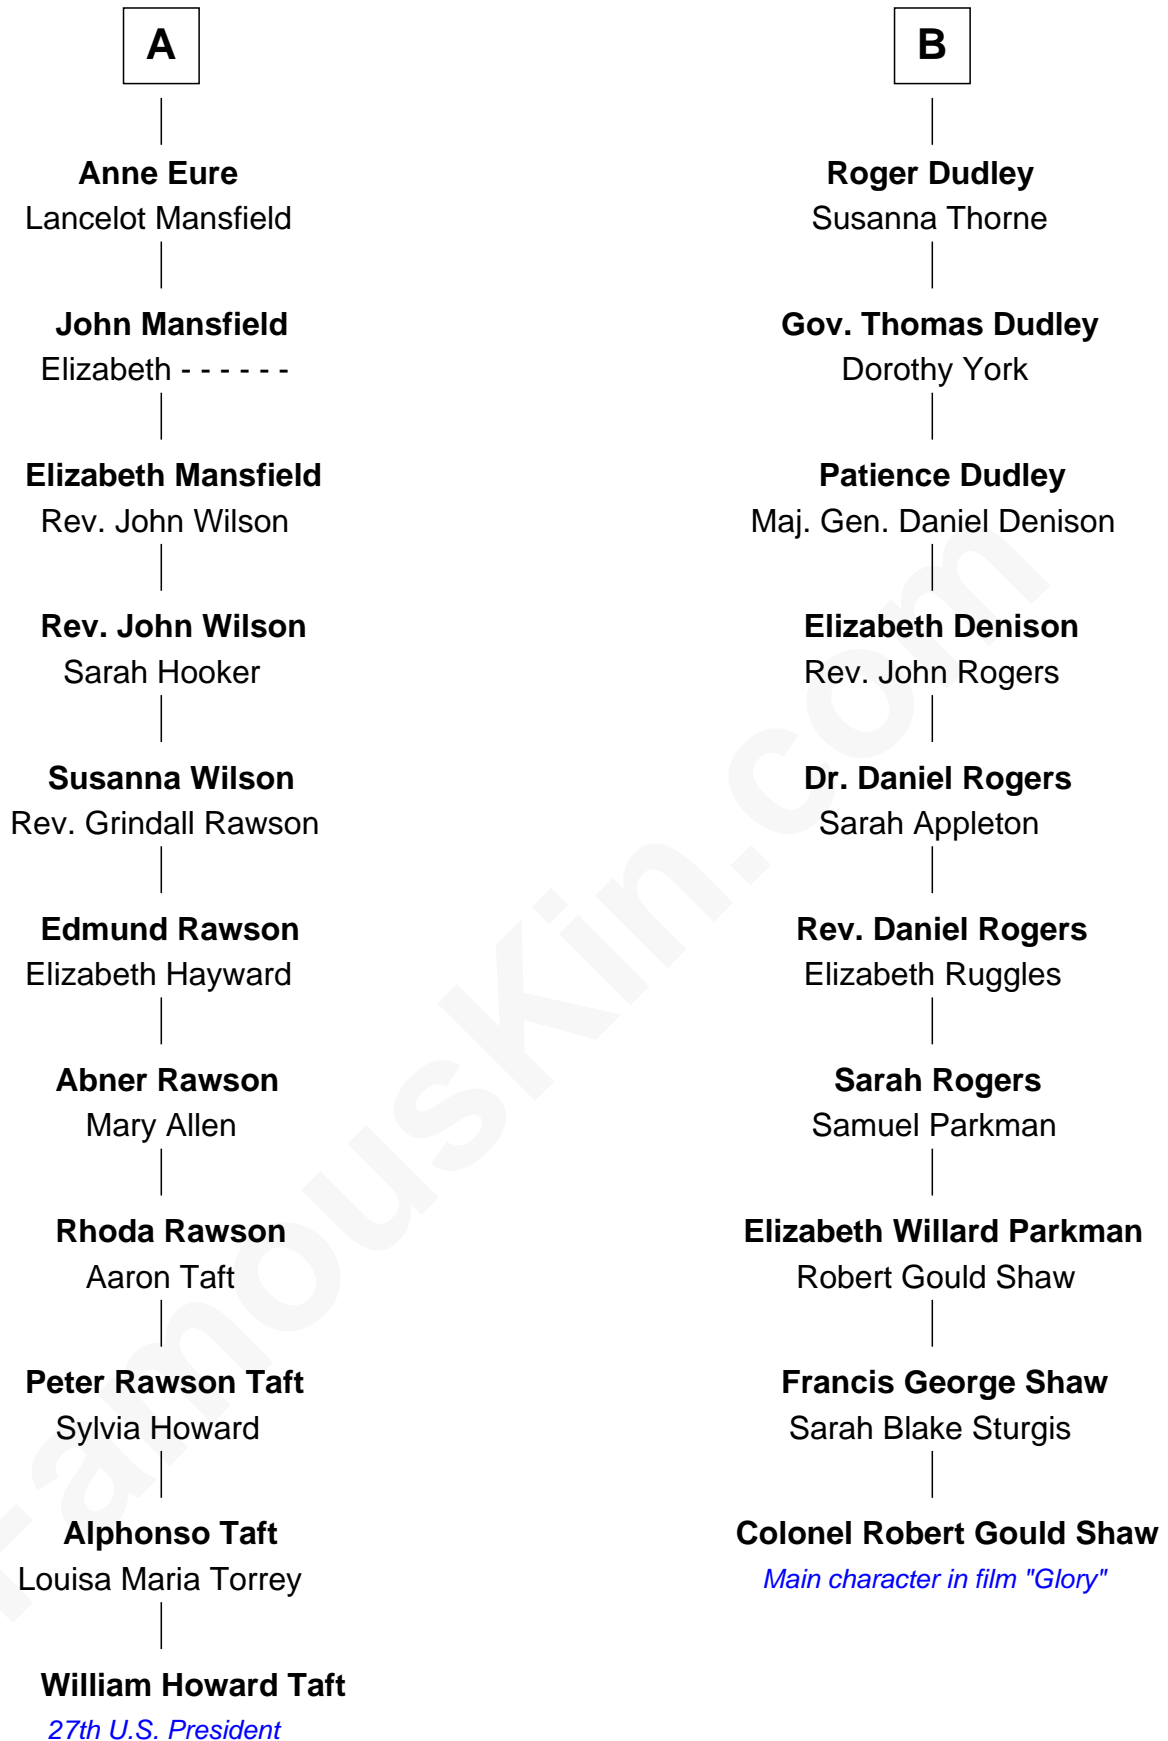 A
Anne Eure
Lancelot Mansfield
John Mansfield
Elizabeth - - - - - -
Elizabeth Mansfield
Rev. John Wilson
Rev. John Wilson
Sarah Hooker
Susanna Wilson
Rev. Grindall Rawson
Edmund Rawson
Elizabeth Hayward
Abner Rawson
Mary Allen
Rhoda Rawson
Aaron Taft
Peter Rawson Taft
Sylvia Howard
Alphonso Taft
Louisa Maria Torrey
William Howard Taft
27th U.S. President
B
Roger Dudley
Susanna Thorne
Gov. Thomas Dudley
Dorothy York
Patience Dudley
Maj. Gen. Daniel Denison
Elizabeth Denison
Rev. John Rogers
Dr. Daniel Rogers
Sarah Appleton
Rev. Daniel Rogers
Elizabeth Ruggles
Sarah Rogers
Samuel Parkman
Elizabeth Willard Parkman
Robert Gould Shaw
Francis George Shaw
Sarah Blake Sturgis
Colonel Robert Gould Shaw
Main character in film "Glory"
FamousKin.com